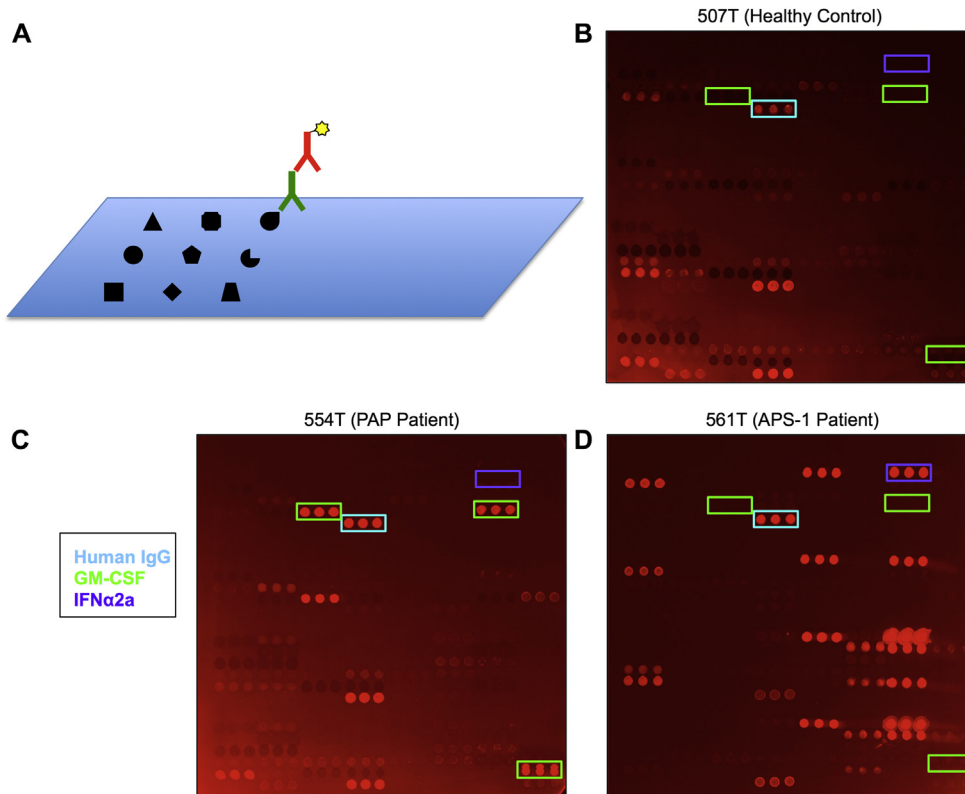 A
B
507T (Healthy Control)
C
554T (PAP Patient)
D
561T (APS-1 Patient)
Human IgG
GM-CSF
IFNα2a